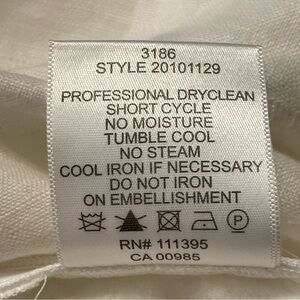 3186
STYLE 20101129
PROFESSIONAL DRYCLEAN
SHORT CYCLE
NO MOISTURE
TUMBLE COOL
NO STEAM
COOL IRON IF NECESSARY
DO NOT IRON
ON EMBELLISHMENT
P
RN# 111395
CA 00985